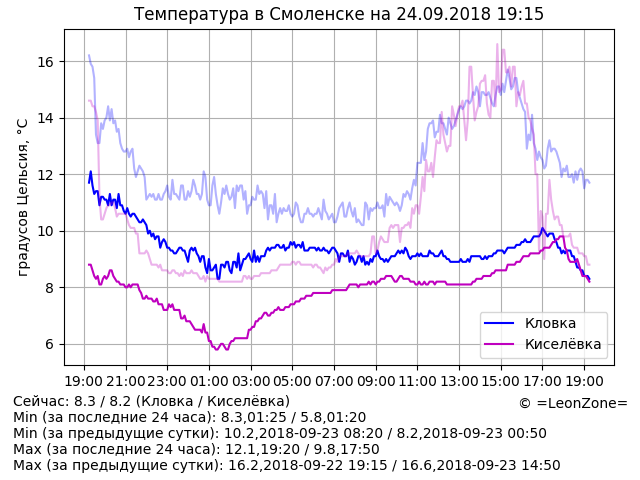 Температура в Смоленске на 24.09.2018 19:15
градусов Цельсия, °C
16
14
12
10
8
6
19:00 21:00 23:00 01:00 03:00 05:00 07:00 09:00 11:00 13:00 15:00 17:00 19:00
Кловка
Киселёвка
Сейчас: 8.3 / 8.2 (Кловка / Киселёвка)
© =LeonZone=
Min (за последние 24 часа): 8.3,01:25 / 5.8,01:20
Min (за предыдущие сутки): 10.2,2018-09-23 08:20 / 8.2,2018-09-23 00:50
Max (за последние 24 часа): 12.1,19:20 / 9.8,17:50
Max (за предыдущие сутки): 16.2,2018-09-22 19:15 / 16.6,2018-09-23 14:50